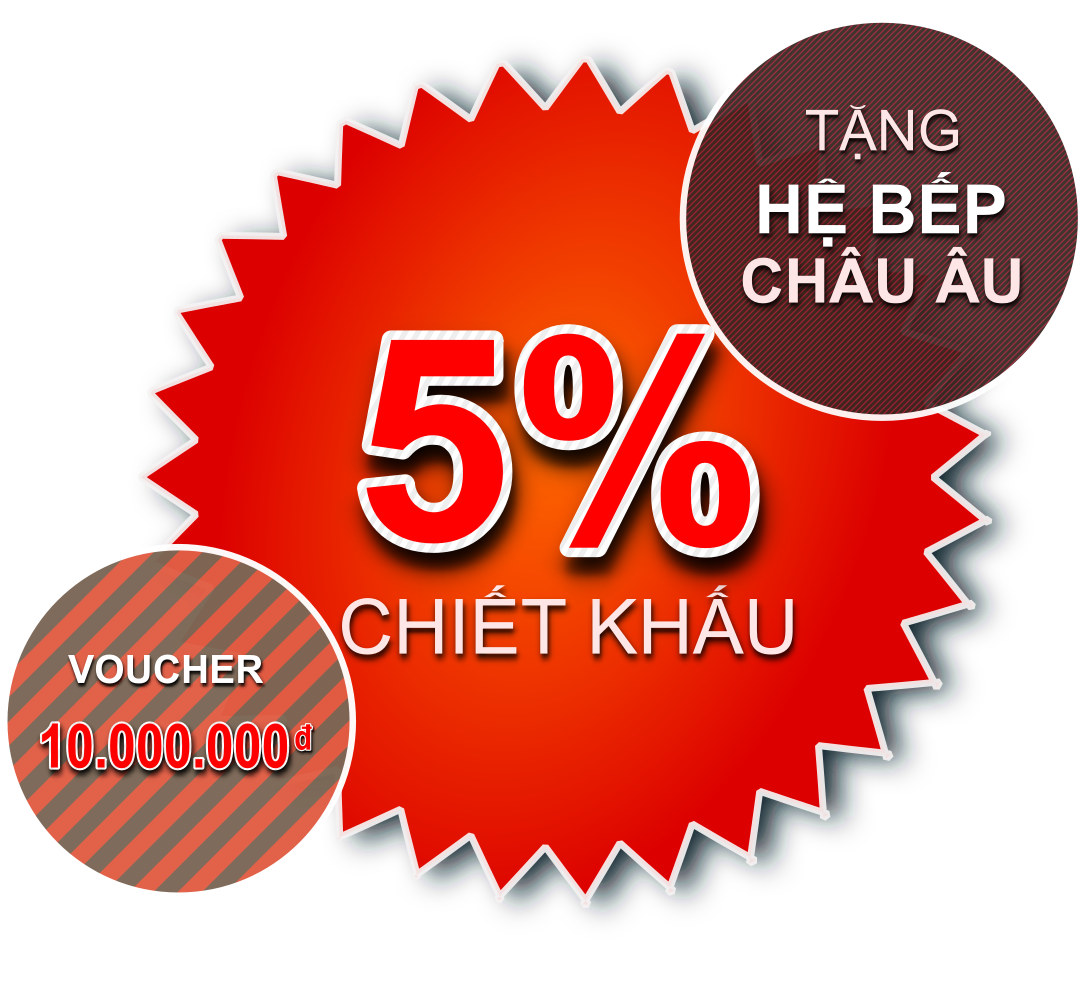 TẶNG
HỆ BẾP
CHÂU ÂU
5%
CHIẾT KHẤU
VOUCHER
10.000.000đ